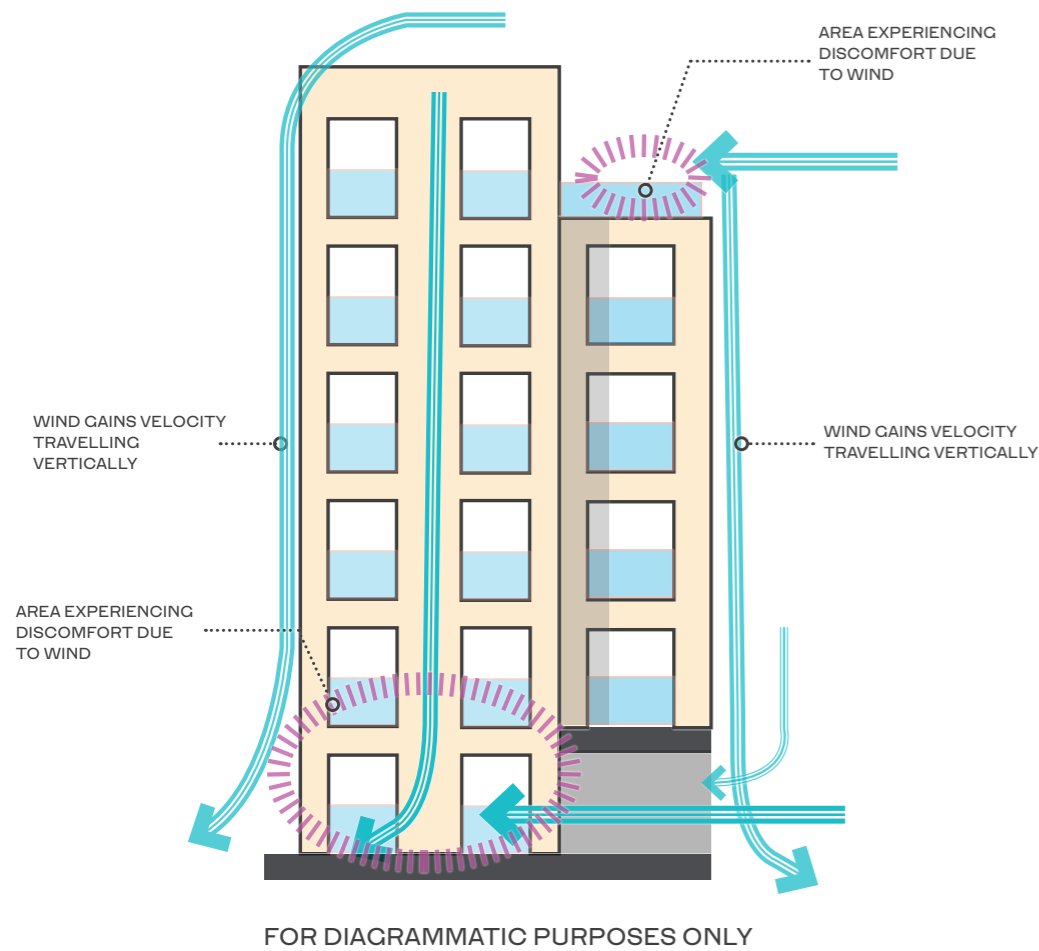 AREA EXPERIENCING
DISCOMFORT DUE
TO WIND
WIND GAINS VELOCITY
TRAVELLING
VERTICALLY
WIND GAINS VELOCITY
TRAVELLING VERTICALLY
AREA EXPERIENCING
DISCOMFORT DUE
TO WIND
FOR DIAGRAMMATIC PURPOSES ONLY